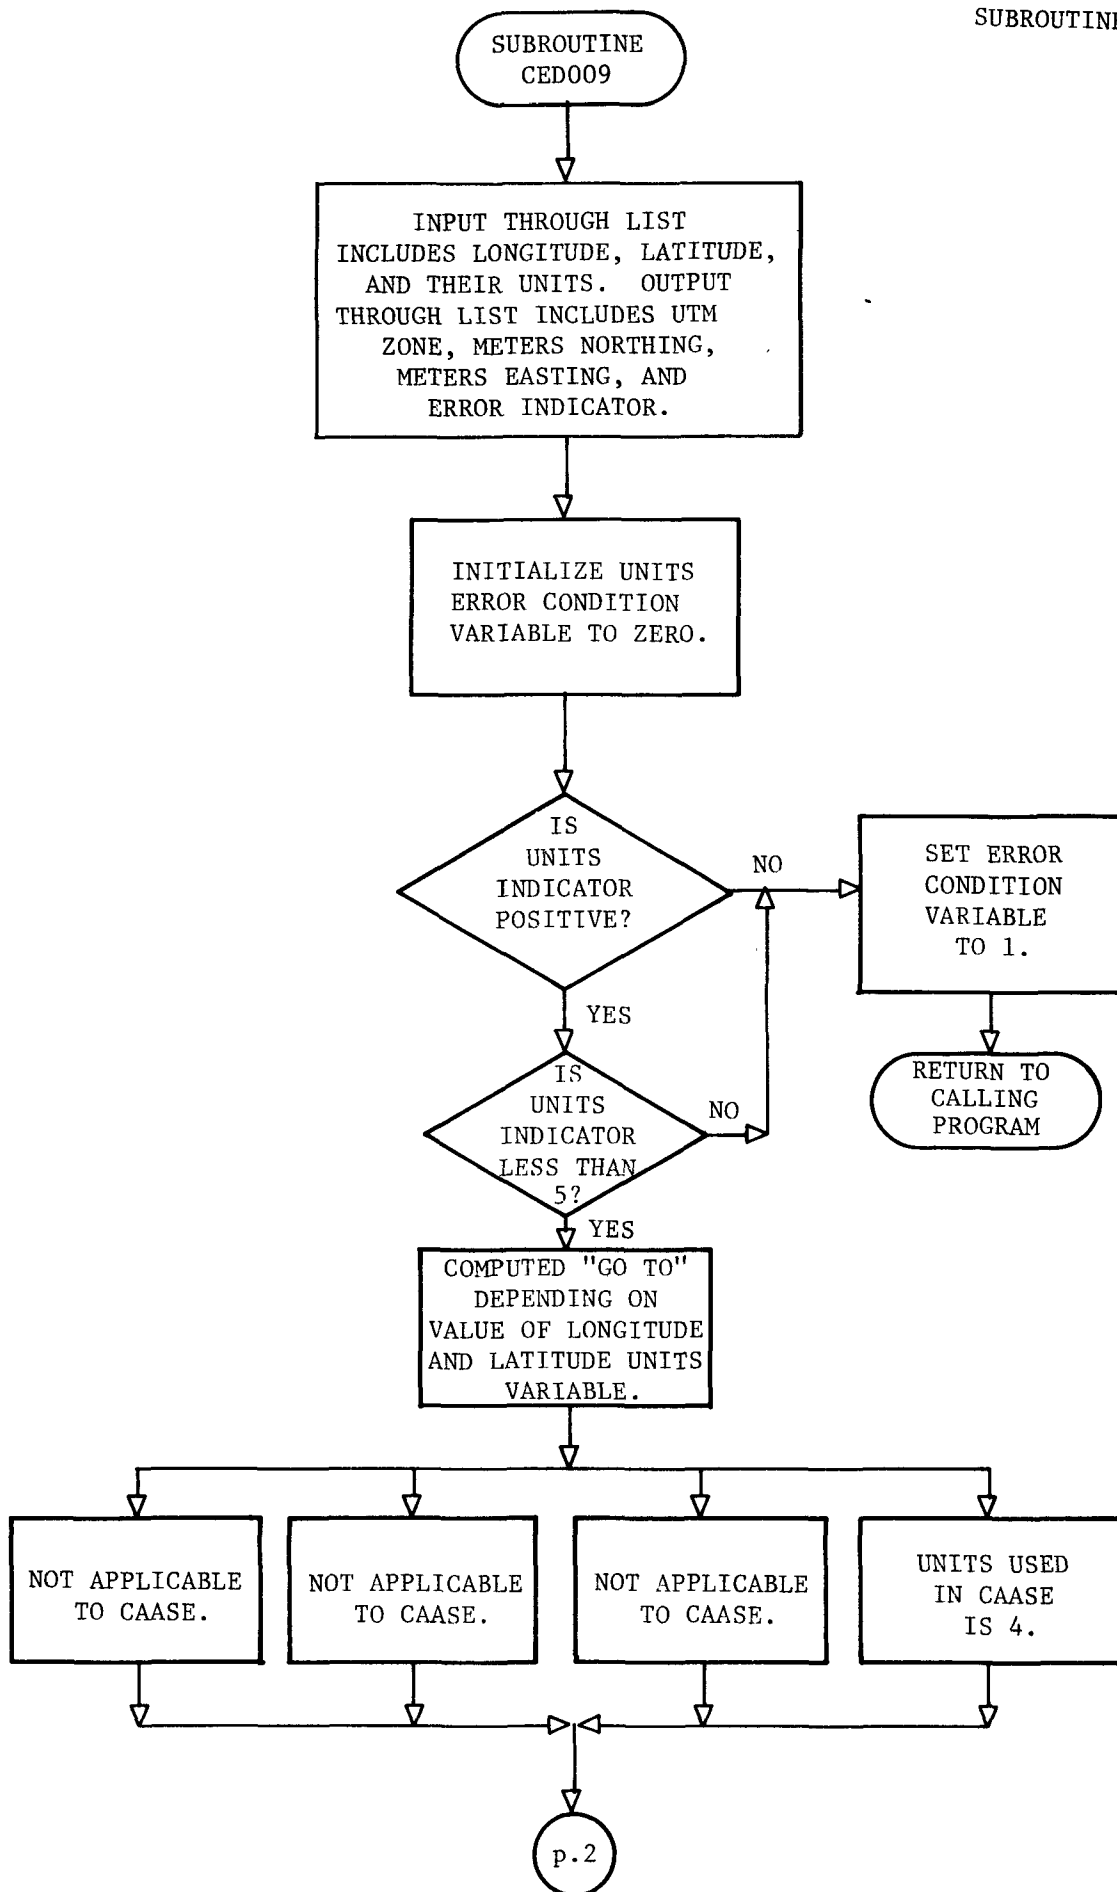 SUBROUTINE
SUBROUTINE
CED009
INPUT THROUGH LIST
INCLUDES LONGITUDE, LATITUDE,
AND THEIR UNITS. OUTPUT
THROUGH LIST INCLUDES UTM
ZONE, METERS NORTHING,
METERS EASTING, AND
ERROR INDICATOR.
INITIALIZE UNITS
ERROR CONDITION
VARIABLE TO ZERO.
IS
UNITS
INDICATOR
POSITIVE?
NO
SET ERROR
CONDITION
VARIABLE
TO 1.
YES
RETURN TO
CALLING
PROGRAM
IS
UNITS
INDICATOR
LESS THAN
5?
NO
YES
COMPUTED "GO TO"
DEPENDING ON
VALUE OF LONGITUDE
AND LATITUDE UNITS
VARIABLE.
NOT APPLICABLE
TO CAASE.
NOT APPLICABLE
TO CAASE.
NOT APPLICABLE
TO CAASE.
UNITS USED
IN CAASE
IS 4.
p.2